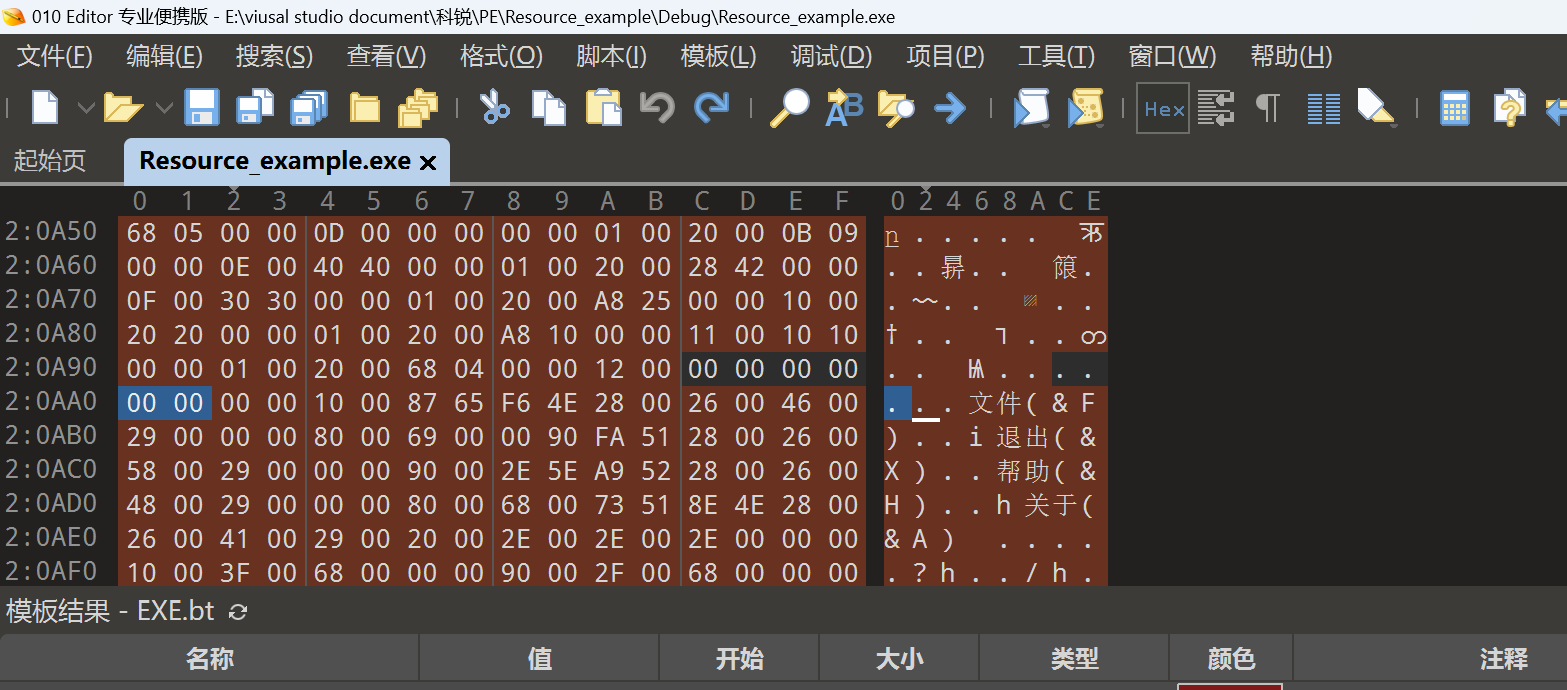 010 Editor 专业便携版 - E:\viusal studio document\科锐\PE\Resource_example\Debug\Resource_example.exe
文件(F) 编辑(E) 搜索(S) 查看(V) 格式(O) 脚本(I) 模板(L) 调试(D) 项目(P) 工具(T) 窗口(W) 帮助(H)
Hex
起始页 Resource_example.exe
0 1 2 3 4 5 6 7 8 9 A B C D E F 0 2 4 6 8 A C E
2:0A50 68 05 00 00 0D 00 00 00 00 00 01 00 20 00 0B 09
2:0A60 00 00 0E 00 40 40 00 00 01 00 20 00 28 42 00 00
2:0A70 0F 00 30 30 00 00 01 00 20 00 A8 25 00 00 10 00
2:0A80 20 20 00 00 01 00 20 00 A8 10 00 00 11 00 10 10
2:0A90 00 00 01 00 20 00 68 04 00 00 12 00 00 00 00 00
2:0AA0 00 00 00 00 10 00 87 65 F6 4E 28 00 26 00 46 00 . . . 文件(&F
2:0AB0 29 00 00 00 80 00 69 00 00 90 FA 51 28 00 26 00 ) . . i 退出(&
2:0AC0 58 00 29 00 00 00 90 00 2E 5E A9 52 28 00 26 00 X) . . 帮助(&
2:0AD0 48 00 29 00 00 00 80 00 68 00 73 51 8E 4E 28 00 H) . . h 关于(
2:0AE0 26 00 41 00 29 00 20 00 2E 00 2E 00 2E 00 00 00 &A) . . . .
2:0AF0 10 00 3F 00 68 00 00 00 90 00 2F 00 68 00 00 00 . ? h . . / h .
模板结果 - EXE.bt
名称 值 开始 大小 类型 颜色 注释